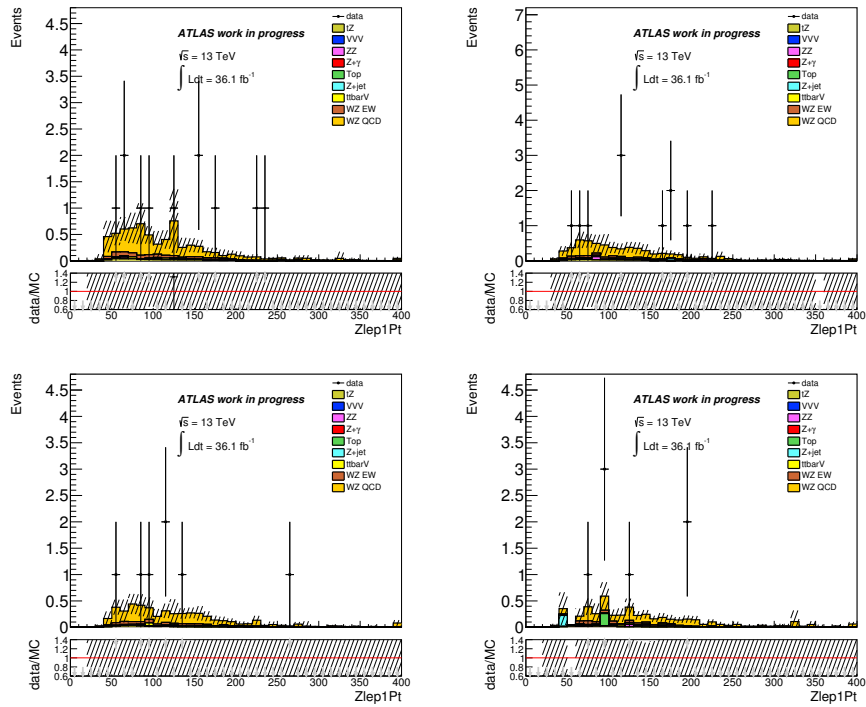 Events
4.5
4
3.5
3
2.5
2
1.5
1
0.5
0
ATLAS work in progress
√s = 13 TeV
∫ Ldt = 36.1 fb⁻¹
data
tZ
VVV
ZZ
Z+γ
Top
Z+jet
ttbarV
WZ EW
WZ QCD
data/MC
1.4
1.2
1
0.8
0.6
0 50 100 150 200 250 300 350 400
Zlep1Pt
Events
7
6
5
4
3
2
1
0
ATLAS work in progress
√s = 13 TeV
∫ Ldt = 36.1 fb⁻¹
data
tZ
VVV
ZZ
Z+γ
Top
Z+jet
ttbarV
WZ EW
WZ QCD
data/MC
1.4
1.2
1
0.8
0.6
0 50 100 150 200 250 300 350 400
Zlep1Pt
Events
4.5
4
3.5
3
2.5
2
1.5
1
0.5
0
ATLAS work in progress
√s = 13 TeV
∫ Ldt = 36.1 fb⁻¹
data
tZ
VVV
ZZ
Z+γ
Top
Z+jet
ttbarV
WZ EW
WZ QCD
data/MC
1.4
1.2
1
0.8
0.6
0 50 100 150 200 250 300 350 400
Zlep1Pt
Events
4.5
4
3.5
3
2.5
2
1.5
1
0.5
0
ATLAS work in progress
√s = 13 TeV
∫ Ldt = 36.1 fb⁻¹
data
tZ
VVV
ZZ
Z+γ
Top
Z+jet
ttbarV
WZ EW
WZ QCD
data/MC
1.4
1.2
1
0.8
0.6
0 50 100 150 200 250 300 350 400
Zlep1Pt